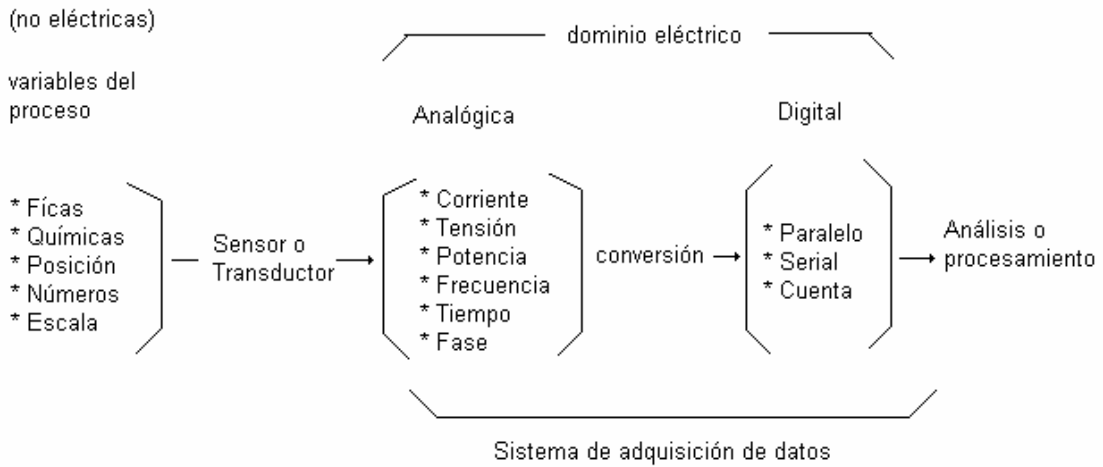 (no eléctricas)
variables del
proceso
dominio eléctrico
Analógica
Digital
* Fícas
* Químicas
* Posición
* Números
* Escala
Sensor o
Transductor
* Corriente
* Tensión
* Potencia
* Frecuencia
* Tiempo
* Fase
conversión
* Paralelo
* Serial
* Cuenta
Análisis o
procesamiento
Sistema de adquisición de datos